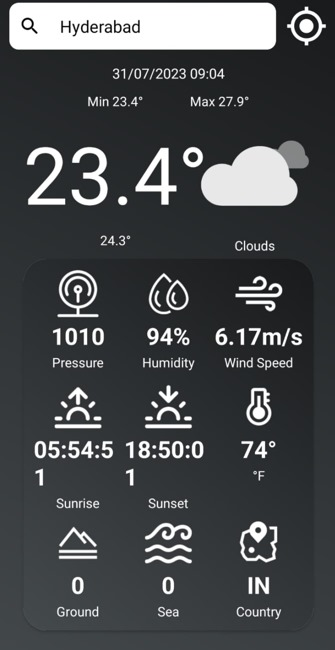 Hyderabad
31/07/2023 09:04
Min 23.4° Max 27.9°
23.4°
24.3° Clouds
1010 94% 6.17m/s
Pressure Humidity Wind Speed
05:54:5 18:50:0 74°
1 1 °F
Sunrise Sunset
0 0 IN
Ground Sea Country